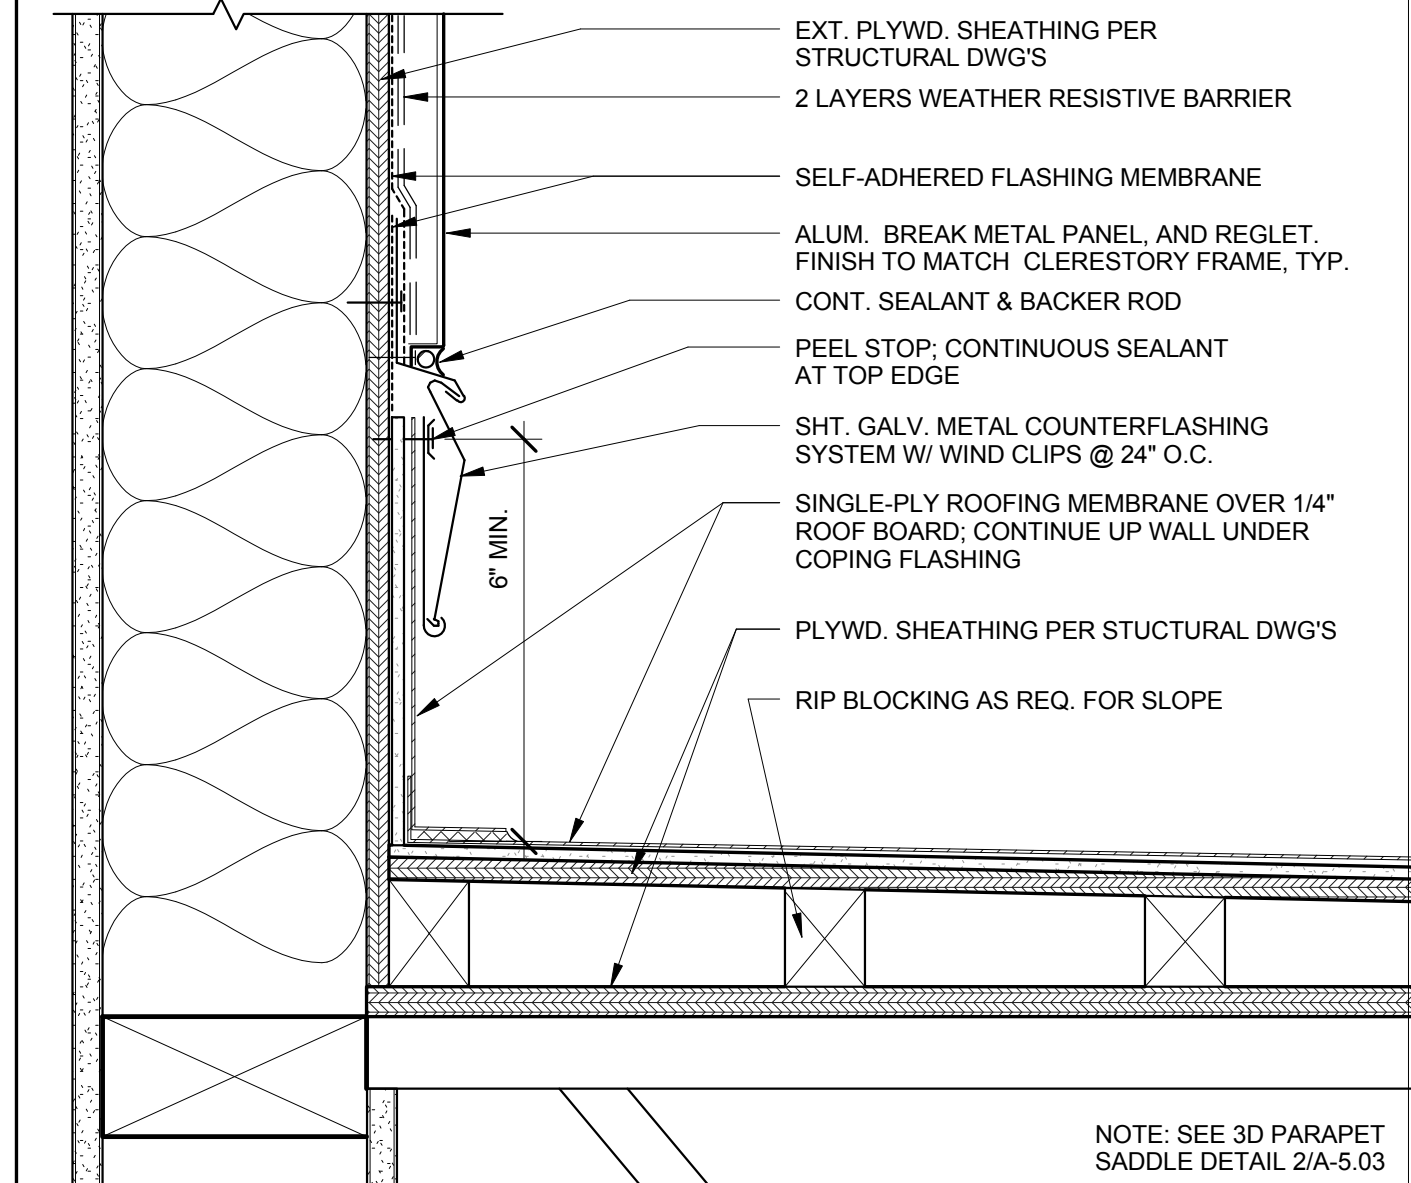 EXT. PLYWD. SHEATHING PER
STRUCTURAL DWG'S
2 LAYERS WEATHER RESISTIVE BARRIER
SELF-ADHERED FLASHING MEMBRANE
ALUM. BREAK METAL PANEL, AND REGLET.
FINISH TO MATCH CLERESTORY FRAME, TYP.
CONT. SEALANT & BACKER ROD
PEEL STOP; CONTINUOUS SEALANT
AT TOP EDGE
SHT. GALV. METAL COUNTERFLASHING
SYSTEM W/ WIND CLIPS @ 24" O.C.
SINGLE-PLY ROOFING MEMBRANE OVER 1/4"
ROOF BOARD; CONTINUE UP WALL UNDER
COPING FLASHING
6" MIN.
PLYWD. SHEATHING PER STUCTURAL DWG'S
RIP BLOCKING AS REQ. FOR SLOPE
NOTE: SEE 3D PARAPET
SADDLE DETAIL 2/A-5.03